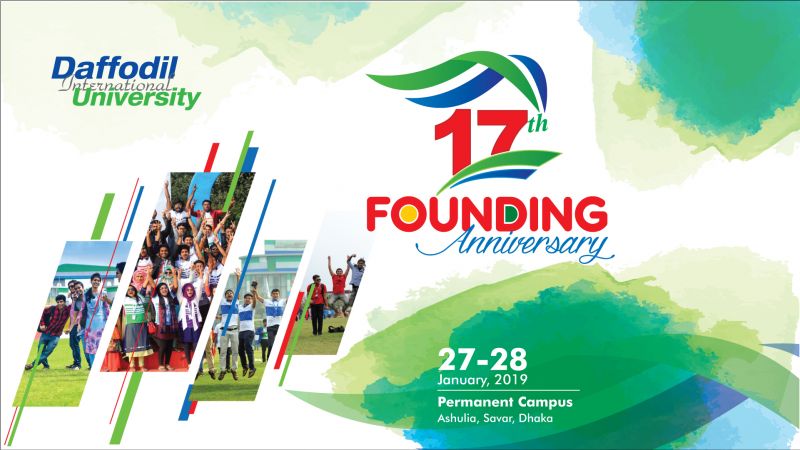 Daffodil
International
University
17th
FOUNDING
Anniversary
27-28
January, 2019
Permanent Campus
Ashulia, Savar, Dhaka